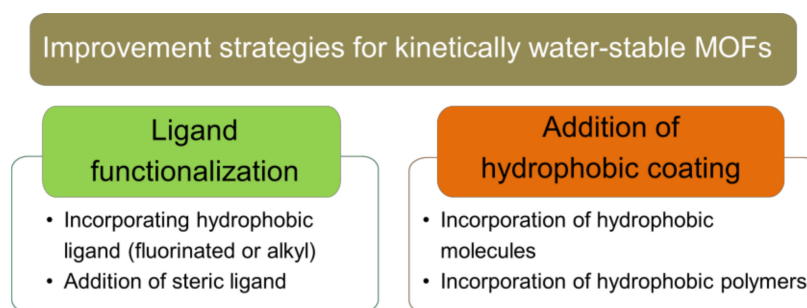 Improvement strategies for kinetically water-stable MOFs
Ligand
functionalization
• Incorporating hydrophobic
ligand (fluorinated or alkyl)
• Addition of steric ligand
Addition of
hydrophobic coating
• Incorporation of hydrophobic
molecules
• Incorporation of hydrophobic polymers